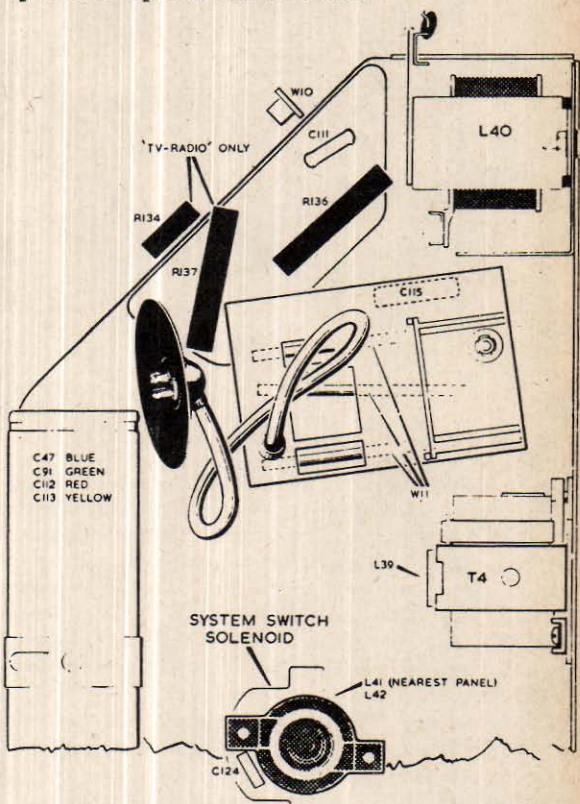 W10
L40
C111
'TV-RADIO' ONLY
R134
R136
R137
C115
C47 BLUE
C91 GREEN
C112 RED
C113 YELLOW
W11
L39
T4
SYSTEM SWITCH
SOLENOID
L41 (NEAREST PANEL)
L42
C124